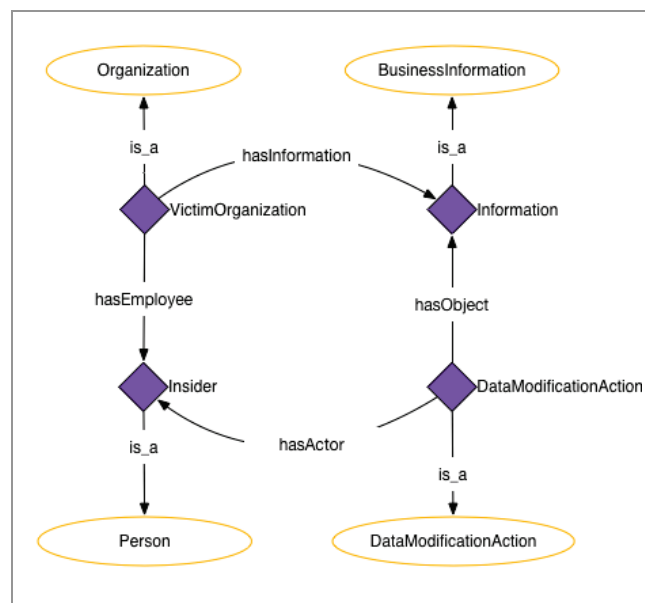 Organization
BusinessInformation
is_a
hasInformation
is_a
VictimOrganization
Information
hasEmployee
hasObject
Insider
DataModificationAction
is_a
hasActor
is_a
Person
DataModificationAction